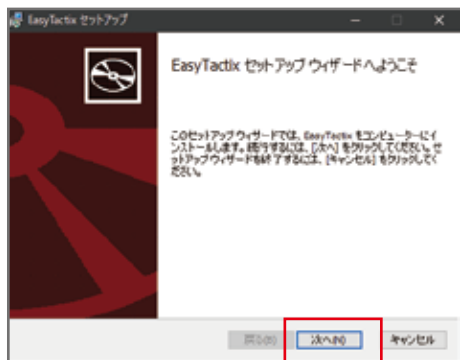 EasyTactix セットアップ
EasyTactix セットアップ ウィザードへようこそ
このセットアップ ウィザードでは、EasyTactix をコンピューターにイ
ンストールします。続行するには、[次へ] をクリックしてください。セ
ットアップ ウィザードを終了するには、[キャンセル] をクリックしてく
ださい。
戻る(B) 次へ(N) キャンセル